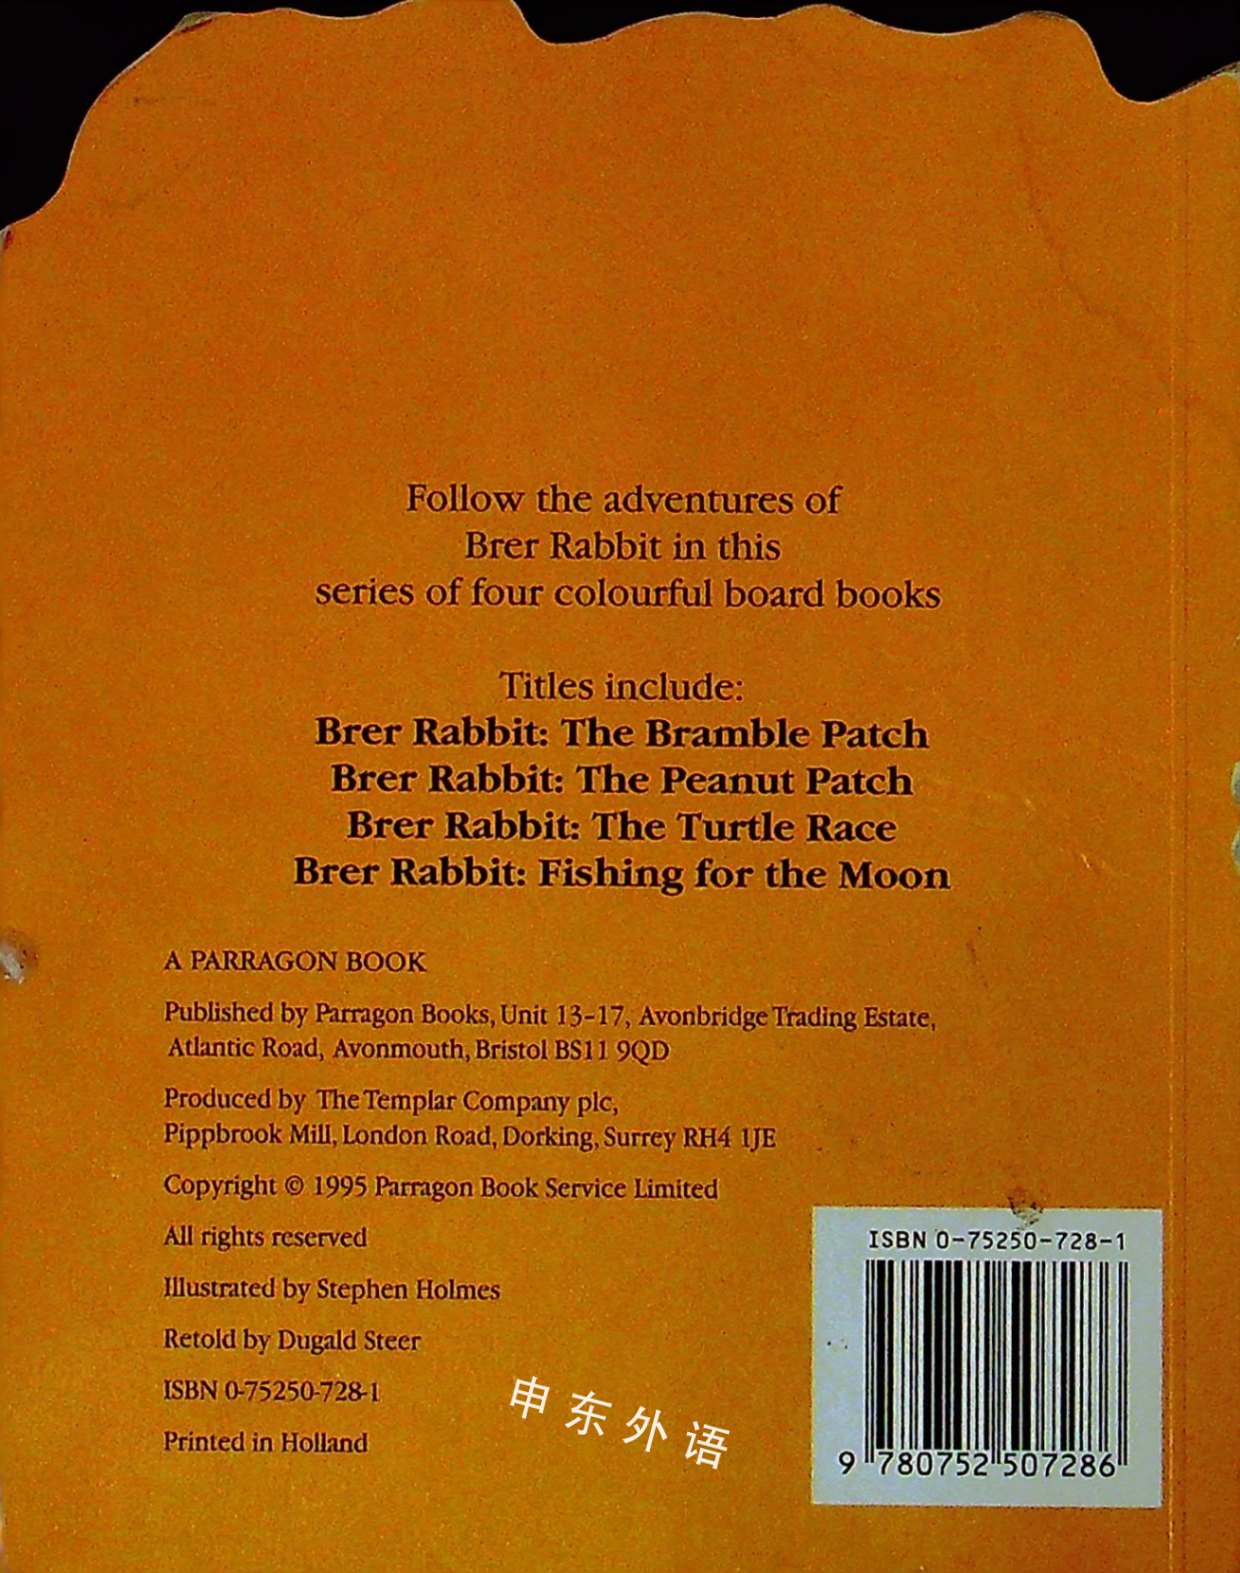 Follow the adventures of
Brer Rabbit in this
series of four colourful board books
Titles include:
Brer Rabbit: The Bramble Patch
Brer Rabbit: The Peanut Patch
Brer Rabbit: The Turtle Race
Brer Rabbit: Fishing for the Moon
A PARRAGON BOOK
Published by Parragon Books, Unit 13-17, Avonbridge Trading Estate,
Atlantic Road, Avonmouth, Bristol BS11 9QD
Produced by The Templar Company plc,
Pippbrook Mill, London Road, Dorking, Surrey RH4 1JE
Copyright © 1995 Parragon Book Service Limited
All rights reserved
Illustrated by Stephen Holmes
Retold by Dugald Steer
ISBN 0-75250-728-1
Printed in Holland
申东外语
ISBN 0-75250-728-1
9 780752 507286